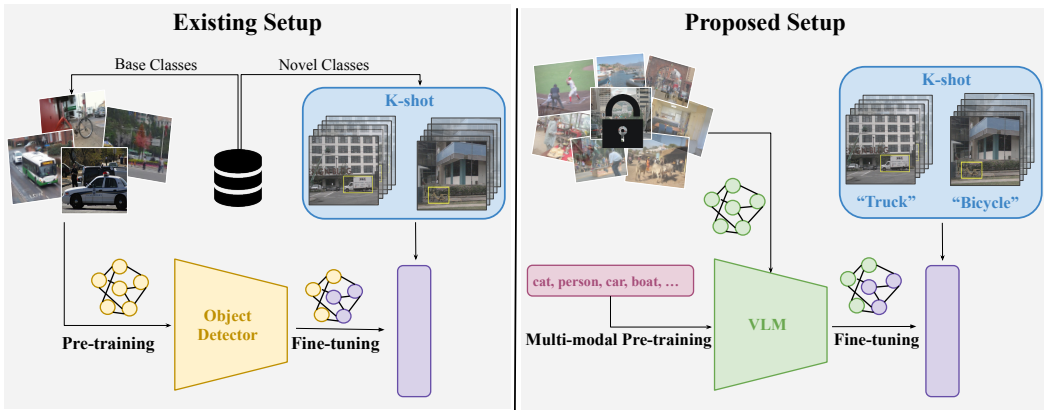 Existing Setup
Base Classes
Novel Classes
K-shot
Pre-training
Object
Detector
Fine-tuning
Proposed Setup
K-shot
“Truck”
“Bicycle”
cat, person, car, boat, …
Multi-modal Pre-training
VLM
Fine-tuning